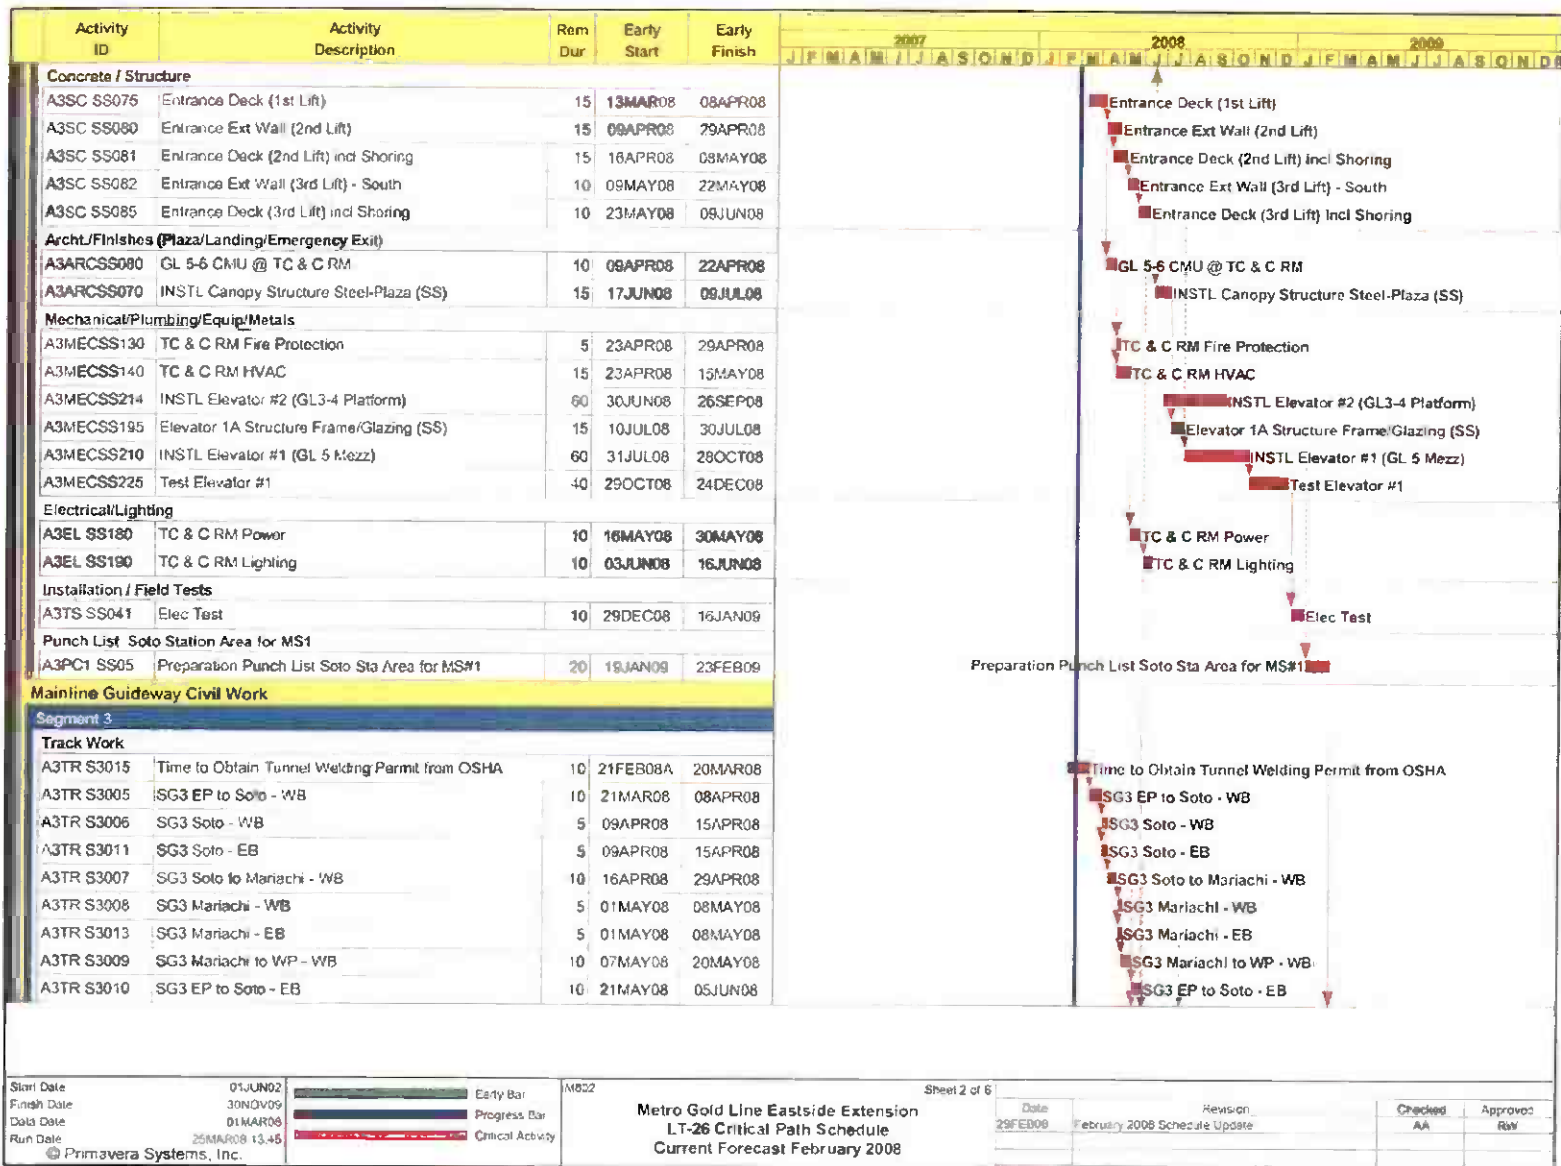 Activity ID Activity Description Rem Dur Early Start Early Finish
2007 2008 2009
J F M A M J J A S O N D J F M A M J J A S O N D J F M A M J J A S O N D
Concrete / Structure
A3SC SS075 Entrance Deck (1st Lift) 15 13MAR08 08APR08 Entrance Deck (1st Lift)
A3SC SS080 Entrance Ext Wall (2nd Lift) 15 09APR08 29APR08 Entrance Ext Wall (2nd Lift)
A3SC SS081 Entrance Deck (2nd Lift) incl Shoring 15 16APR08 08MAY08 Entrance Deck (2nd Lift) incl Shoring
A3SC SS082 Entrance Ext Wall (3rd Lift) - South 10 09MAY08 22MAY08 Entrance Ext Wall (3rd Lift) - South
A3SC SS085 Entrance Deck (3rd Lift) incl Shoring 10 23MAY08 09JUN08 Entrance Deck (3rd Lift) incl Shoring
Archt./Finishes (Plaza/Landing/Emergency Exit)
A3ARCSS080 GL 5-6 CMU @ TC & C RM 10 09APR08 22APR08 GL 5-6 CMU @ TC & C RM
A3ARCSS070 INSTL Canopy Structure Steel-Plaza (SS) 15 17JUN08 09JUL08 INSTL Canopy Structure Steel-Plaza (SS)
Mechanical/Plumbing/Equip/Metals
A3MECSS130 TC & C RM Fire Protection 5 23APR08 29APR08 TC & C RM Fire Protection
A3MECSS140 TC & C RM HVAC 15 23APR08 15MAY08 TC & C RM HVAC
A3MECSS214 INSTL Elevator #2 (GL3-4 Platform) 60 30JUN08 26SEP08 INSTL Elevator #2 (GL3-4 Platform)
A3MECSS195 Elevator 1A Structure Frame/Glazing (SS) 15 10JUL08 30JUL08 Elevator 1A Structure Frame/Glazing (SS)
A3MECSS210 INSTL Elevator #1 (GL 5 Mezz) 60 31JUL08 28OCT08 INSTL Elevator #1 (GL 5 Mezz)
A3MECSS225 Test Elevator #1 40 29OCT08 24DEC08 Test Elevator #1
Electrical/Lighting
A3EL SS180 TC & C RM Power 10 16MAY08 30MAY08 TC & C RM Power
A3EL SS190 TC & C RM Lighting 10 03JUN08 16JUN08 TC & C RM Lighting
Installation / Field Tests
A3TS SS041 Elec Test 10 29DEC08 16JAN09 Elec Test
Punch List Soto Station Area for MS1
A3PC1 SS05 Preparation Punch List Soto Sta Area for MS#1 20 19JAN09 23FEB09 Preparation Punch List Soto Sta Area for MS#1
Mainline Guideway Civil Work
Segment 3
Track Work
A3TR S3015 Time to Obtain Tunnel Welding Permit from OSHA 10 21FEB08A 20MAR08 Time to Obtain Tunnel Welding Permit from OSHA
A3TR S3005 SG3 EP to Soto - WB 10 21MAR08 08APR08 SG3 EP to Soto - WB
A3TR S3006 SG3 Soto - WB 5 09APR08 15APR08 SG3 Soto - WB
A3TR S3011 SG3 Soto - EB 5 09APR08 15APR08 SG3 Soto - EB
A3TR S3007 SG3 Soto to Mariachi - WB 10 16APR08 29APR08 SG3 Soto to Mariachi - WB
A3TR S3008 SG3 Mariachi - WB 5 01MAY08 08MAY08 SG3 Mariachi - WB
A3TR S3013 SG3 Mariachi - EB 5 01MAY08 08MAY08 SG3 Mariachi - EB
A3TR S3009 SG3 Mariachi to WP - WB 10 07MAY08 20MAY08 SG3 Mariachi to WP - WB
A3TR S3010 SG3 EP to Soto - EB 10 21MAY08 05JUN08 SG3 EP to Soto - EB
Start Date 01JUN02
Finish Date 30NOV09
Data Date 01MAR08
Run Date 25MAR08 13:45
© Primavera Systems, Inc.
Early Bar
Progress Bar
Critical Activity
M802
Sheet 2 of 6
Metro Gold Line Eastside Extension
LT-26 Critical Path Schedule
Current Forecast February 2008
Date Revision Checked Approved
29FEB08 February 2008 Schedule Update AA RW